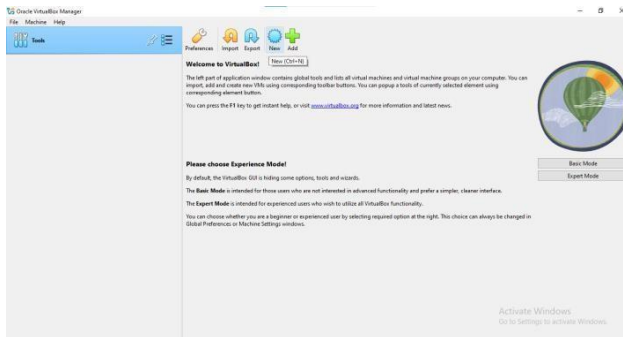 Oracle VirtualBox Manager
File Machine Help
Tools
Preferences Import Export New Add
New (Ctrl+N)
Welcome to VirtualBox!
The left part of application window contains global tools and lists all virtual machines and virtual machine groups on your computer. You can
import, add and create new VMs using corresponding toolbar buttons. You can popup a tools of currently selected element using
corresponding element button.
You can press the F1 key to get instant help, or visit www.virtualbox.org for more information and latest news.
Please choose Experience Mode!
By default, the VirtualBox GUI is hiding some options, tools and wizards.
The Basic Mode is intended for those users who are not interested in advanced functionality and prefer a simpler, cleaner interface.
The Expert Mode is intended for experienced users who wish to utilize all VirtualBox functionality.
You can choose whether you are a beginner or experienced user by selecting required option at the right. This choice can always be changed in
Global Preferences or Machine Settings windows.
Basic Mode
Expert Mode
Activate Windows
Go to Settings to activate Windows.